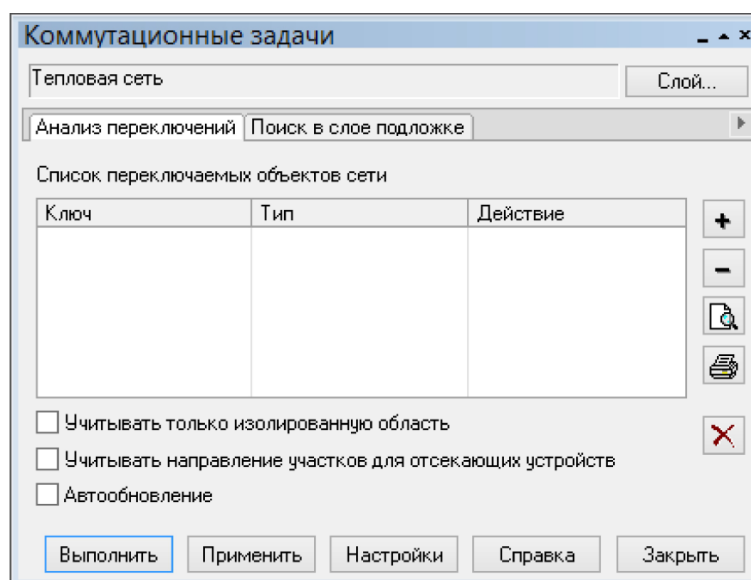 Коммутационные задачи
Тепловая сеть Слой...
Анализ переключений Поиск в слое подложке
Список переключаемых объектов сети
Ключ Тип Действие
Учитывать только изолированную область
Учитывать направление участков для отсекающих устройств
Автообновление
Выполнить Применить Настройки Справка Закрыть